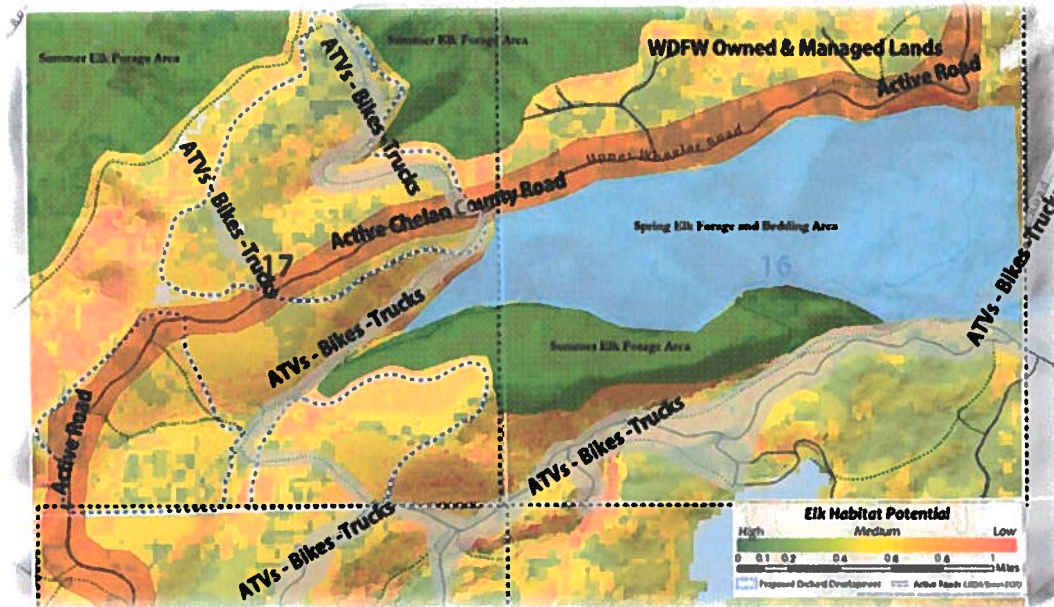 Summer Elk Forage Area
Summer Elk Forage Area
WDFW Owned & Managed Lands
Active Road
ATVs - Bikes - Trucks
ATVs - Bikes -Trucks
Upper Wheeler Road
Active Chelan County Road
Spring Elk Forage and Bedding Area
17
16
ATVs - Bikes -Trucks
ATVs - Bikes -Truck
Summer Elk Forage Area
Active Road
ATVs - Bikes -Trucks
ATVs - Bikes -Trucks
Elk Habitat Potential
High Medium Low
0 0.1 0.2 0.4 0.6 0.8 1
Miles
Proposed Orchard Development Active Roads